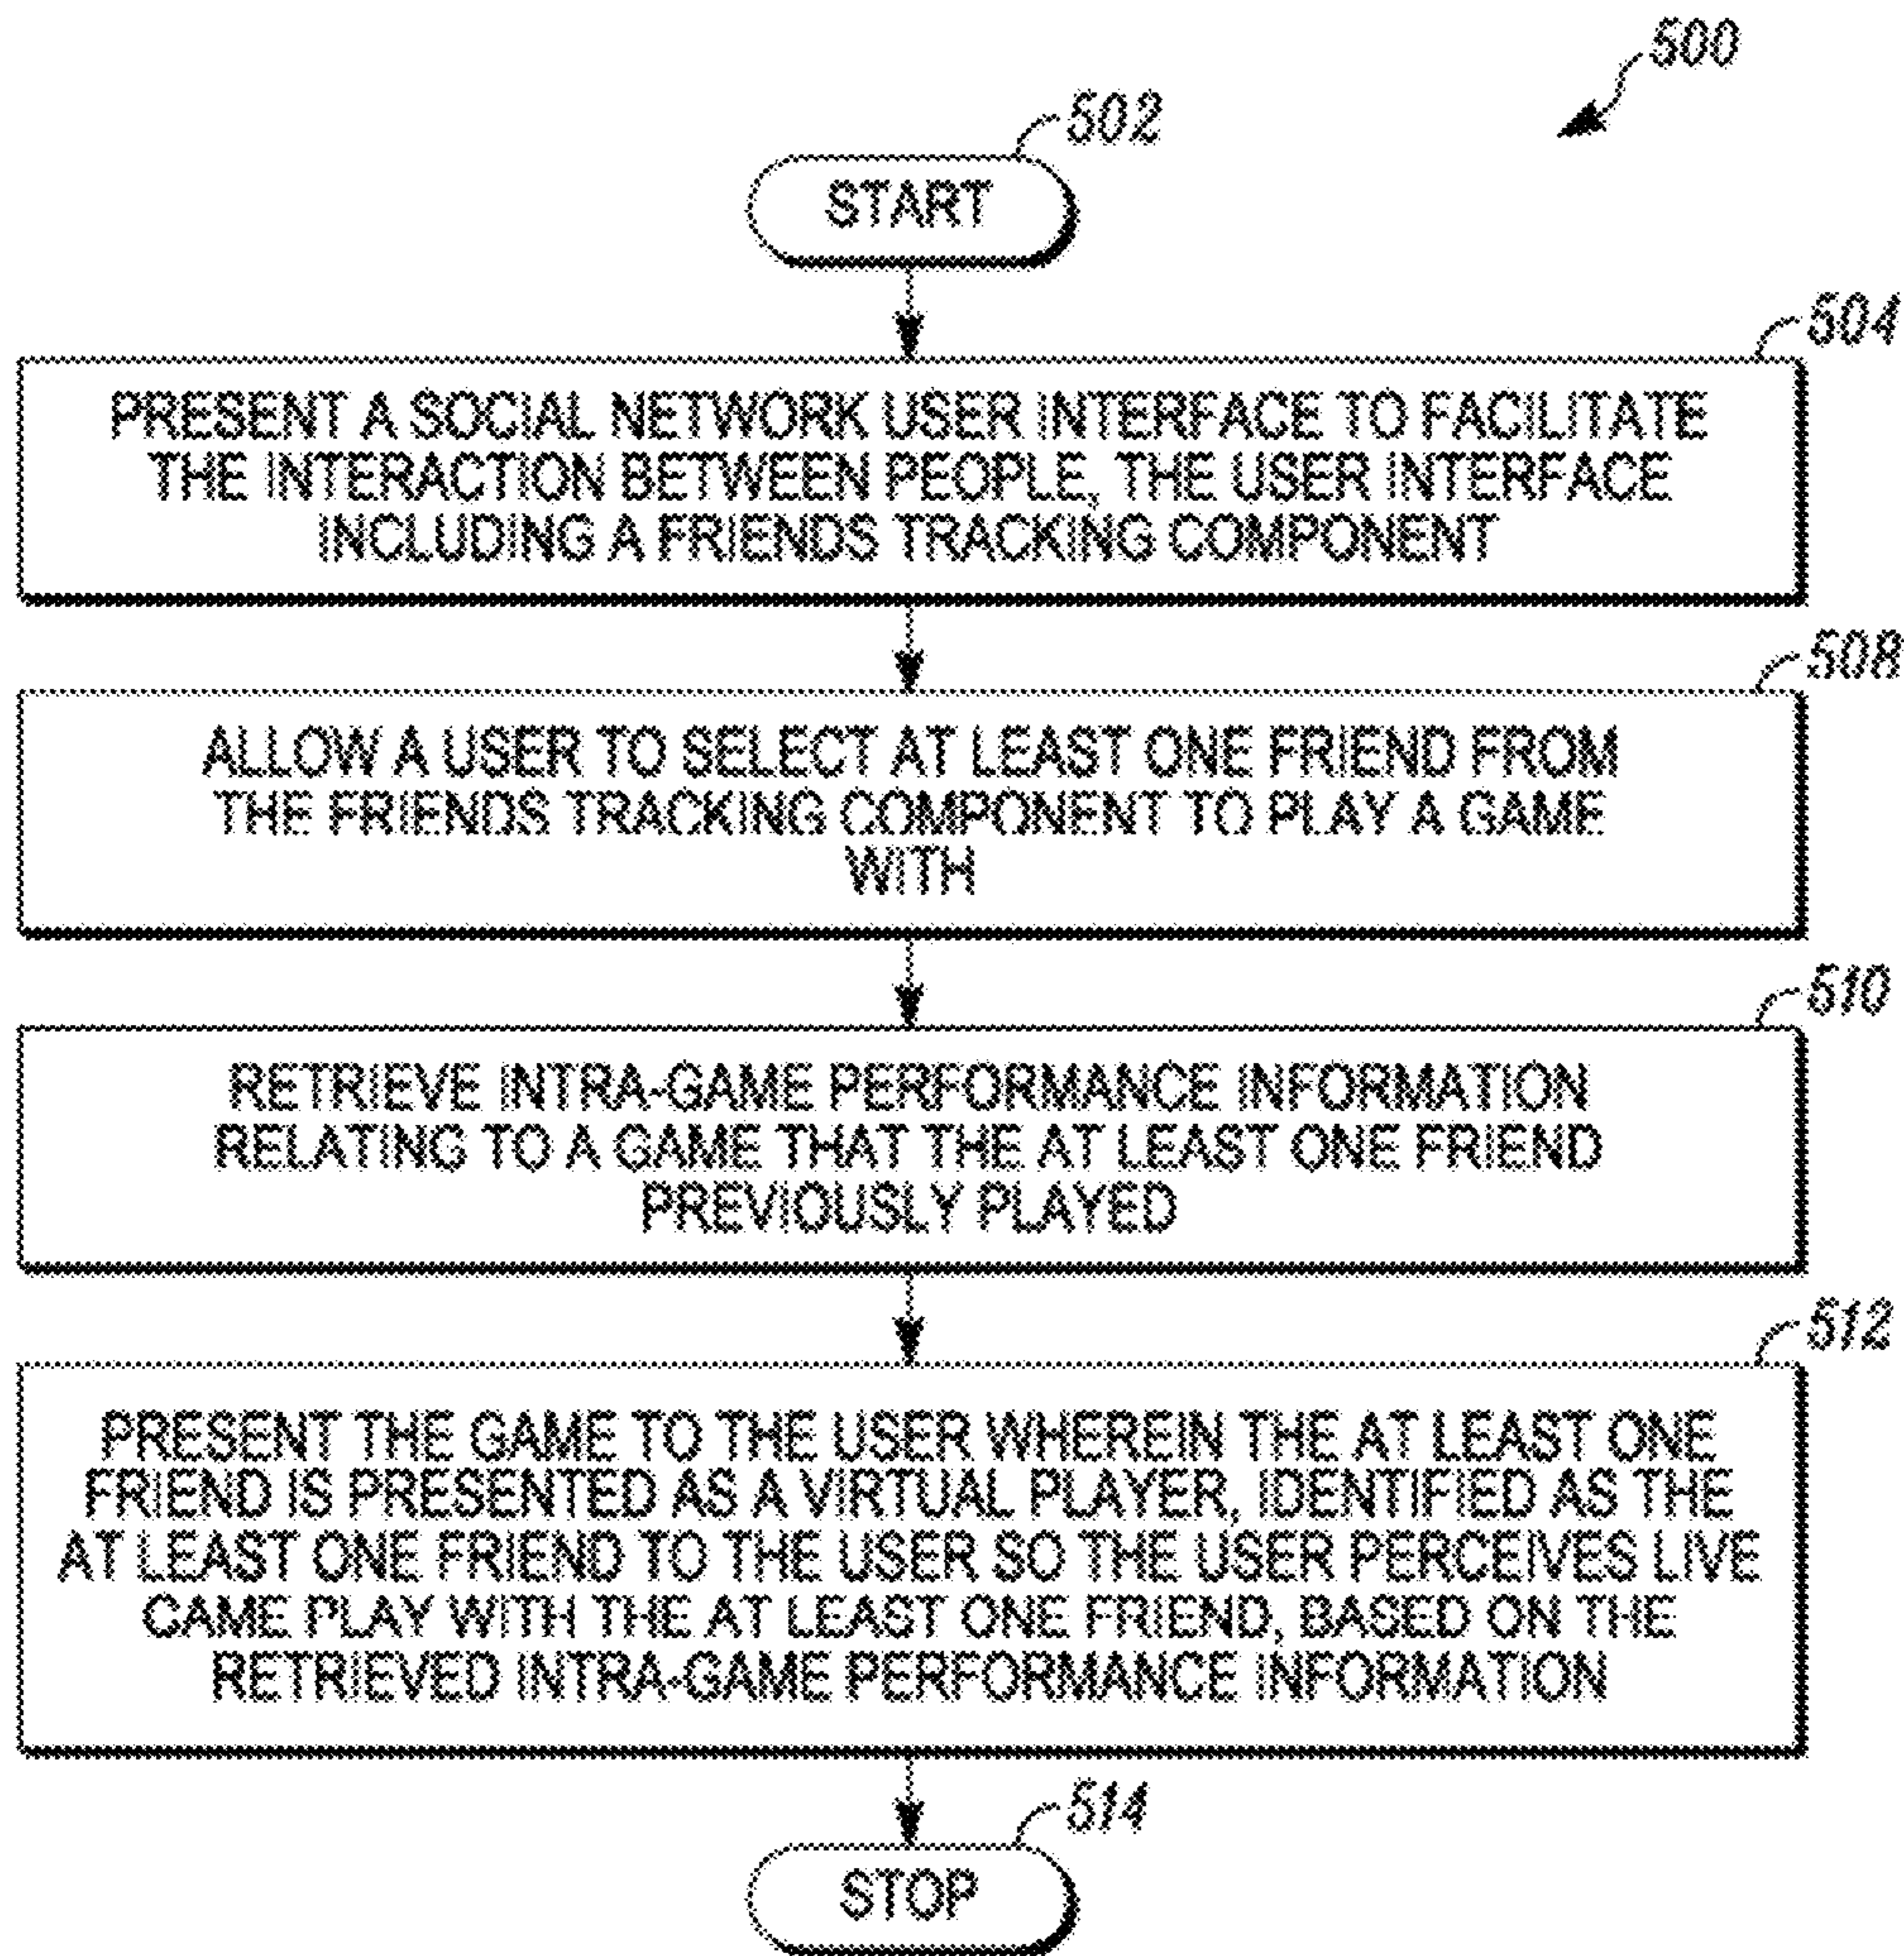 500
502
START
504
PRESENT A SOCIAL NETWORK USER INTERFACE TO FACILITATE
THE INTERACTION BETWEEN PEOPLE, THE USER INTERFACE
INCLUDING A FRIENDS TRACKING COMPONENT
508
ALLOW A USER TO SELECT AT LEAST ONE FRIEND FROM
THE FRIENDS TRACKING COMPONENT TO PLAY A GAME
WITH
510
RETRIEVE INTRA-GAME PERFORMANCE INFORMATION
RELATING TO A GAME THAT THE AT LEAST ONE FRIEND
PREVIOUSLY PLAYED
512
PRESENT THE GAME TO THE USER WHEREIN THE AT LEAST ONE
FRIEND IS PRESENTED AS A VIRTUAL PLAYER, IDENTIFIED AS THE
AT LEAST ONE FRIEND TO THE USER SO THE USER PERCEIVES LIVE
GAME PLAY WITH THE AT LEAST ONE FRIEND, BASED ON THE
RETRIEVED INTRA-GAME PERFORMANCE INFORMATION
514
STOP